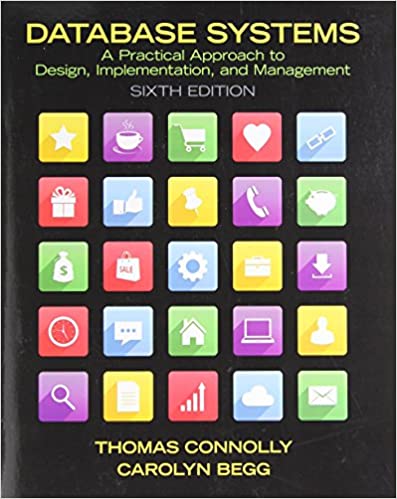 DATABASE SYSTEMS
A Practical Approach to
Design, Implementation, and Management
SIXTH EDITION
$
SALE
THOMAS CONNOLLY
CAROLYN BEGG